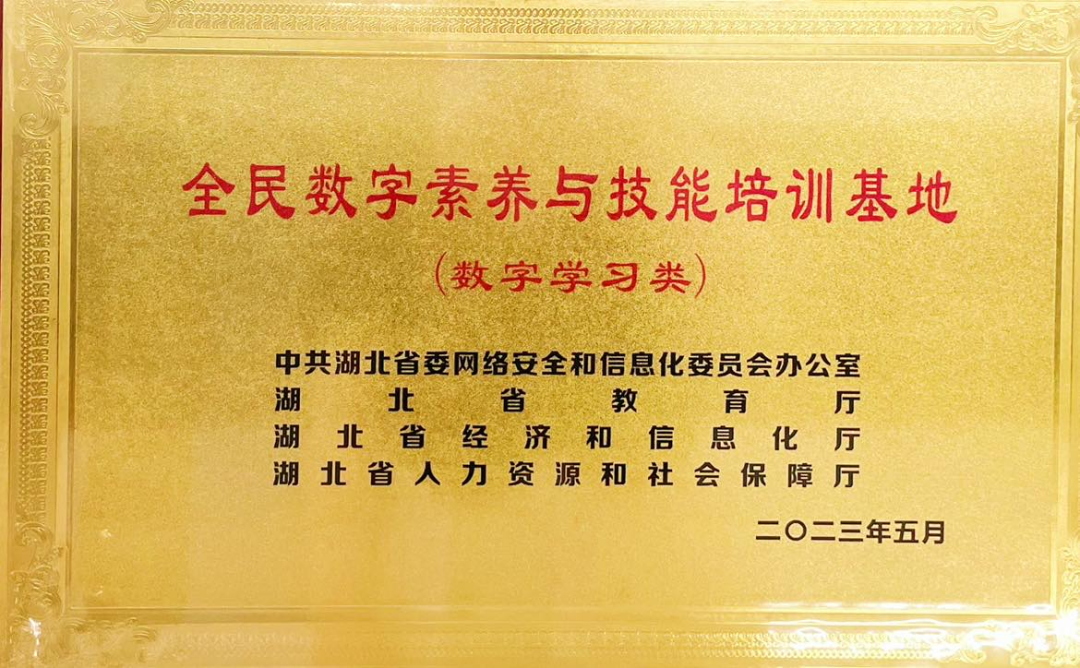 全民数字素养与技能培训基地
(数字学习类)
中共湖北省委网络安全和信息化委员会办公室
湖北省教育厅
湖北省经济和信息化厅
湖北省人力资源和社会保障厅
二〇二三年五月